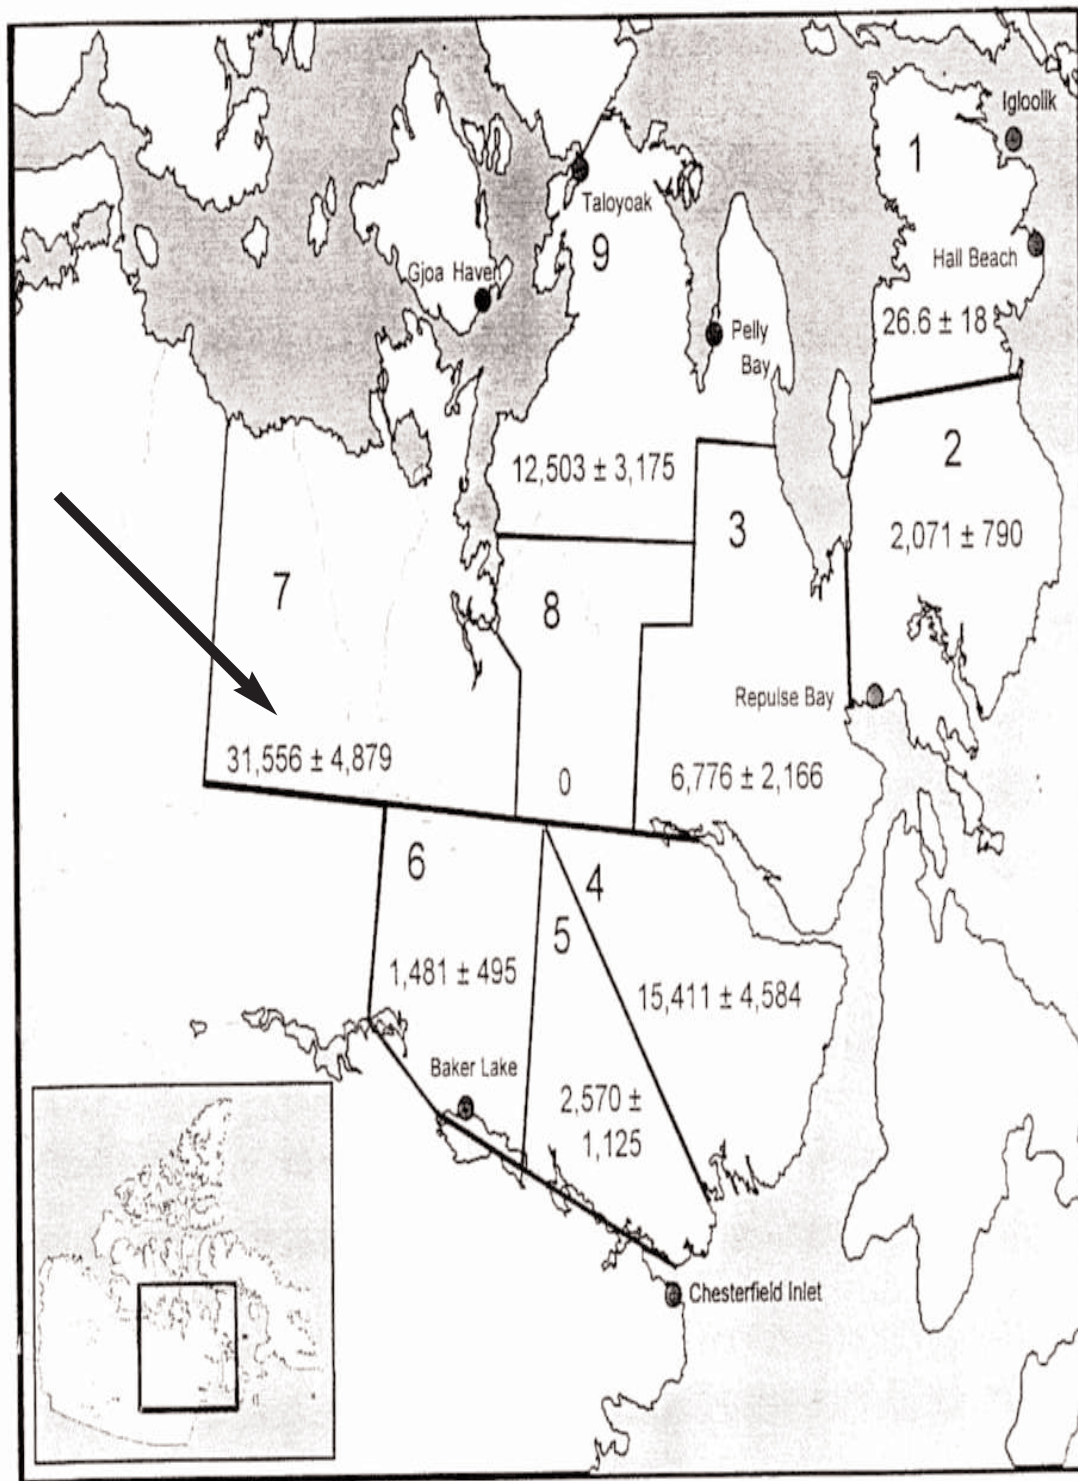 Igloolik
1
Taloyoak
9
Hall Beach
Gjoa Haven
26.6 ± 18
Pelly
Bay
2
12,503 ± 3,175
3
2,071 ± 790
7
8
Repulse Bay
31,556 ± 4,879
0
6,776 ± 2,166
6
4
5
1,481 ± 495
15,411 ± 4,584
Baker Lake
2,570 ±
1,125
Chesterfield Inlet